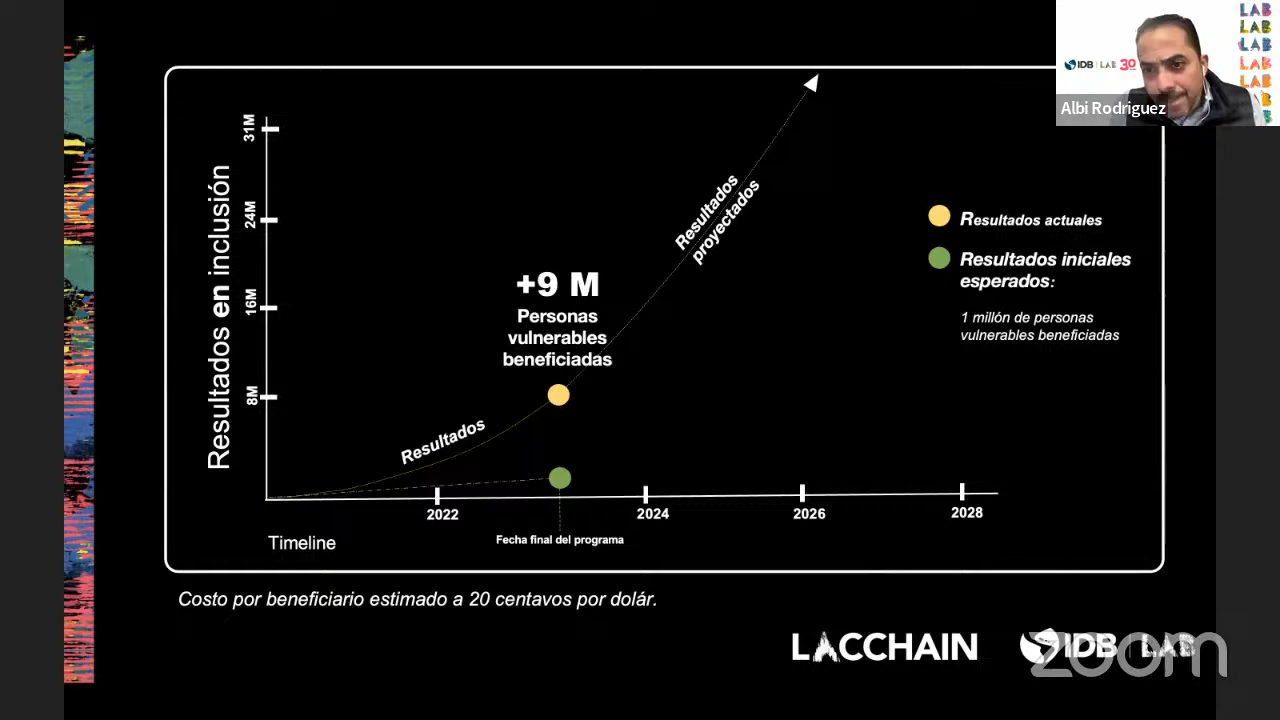 LAB
LAB
LAB
LAB
LAB
IDB | LAB 30
Albi Rodriguez
Resultados en inclusión
31M
24M
16M
8M
Resultados
proyectados
+9 M
Personas
vulnerables
beneficiadas
Resultados
Resultados actuales
Resultados iniciales
esperados:
1 millón de personas
vulnerables beneficiadas
2022
2024
2026
2028
Fecha final del programa
Timeline
Costo por beneficiario estimado a 20 centavos por dolár.
LACCHAIN
IDB | LAB
zoom